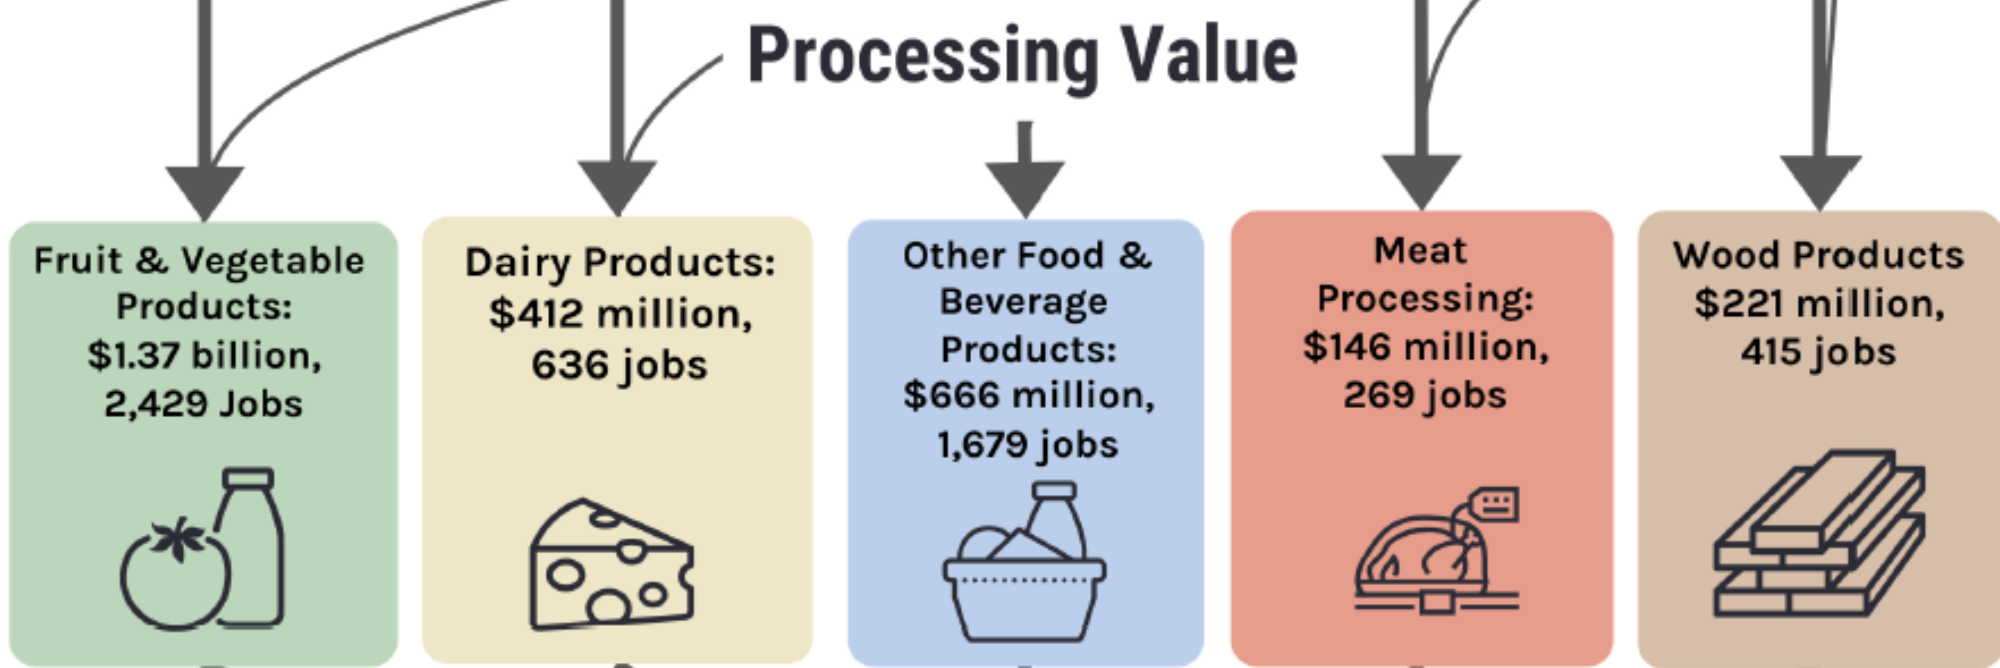 Processing Value
Fruit & Vegetable
Products:
$1.37 billion,
2,429 Jobs
Dairy Products:
$412 million,
636 jobs
Other Food &
Beverage
Products:
$666 million,
1,679 jobs
Meat
Processing:
$146 million,
269 jobs
Wood Products
$221 million,
415 jobs